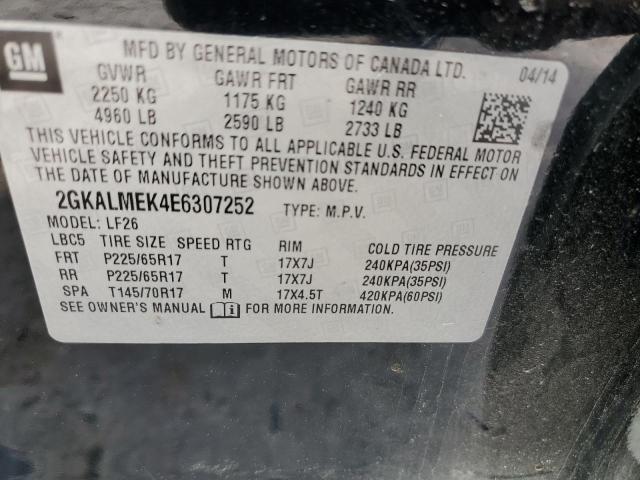 GM
MFD BY GENERAL MOTORS OF CANADA LTD. 04/14
GVWR GAWR FRT GAWR RR
2250 KG 1175 KG 1240 KG
4960 LB 2590 LB 2733 LB
THIS VEHICLE CONFORMS TO ALL APPLICABLE U.S. FEDERAL MOTOR
VEHICLE SAFETY AND THEFT PREVENTION STANDARDS IN EFFECT ON
THE DATE OF MANUFACTURE SHOWN ABOVE.
2GKALMEK4E6307252 TYPE: M.P.V.
MODEL: LF26
LBC5 TIRE SIZE SPEED RTG RIM COLD TIRE PRESSURE
FRT P225/65R17 T 17X7J 240KPA(35PSI)
RR P225/65R17 T 17X7J 240KPA(35PSI)
SPA T145/70R17 M 17X4.5T 420KPA(60PSI)
SEE OWNER'S MANUAL FOR MORE INFORMATION.